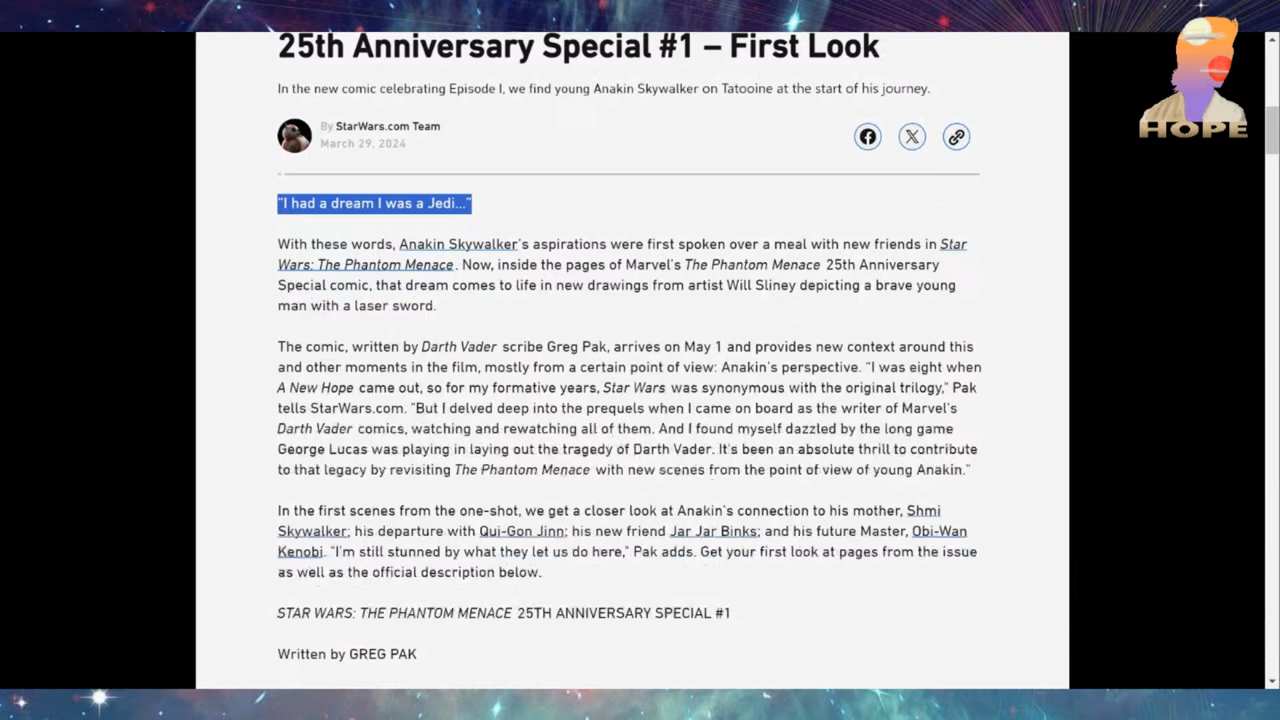 25th Anniversary Special #1 – First Look
In the new comic celebrating Episode I, we find young Anakin Skywalker on Tatooine at the start of his journey.
By StarWars.com Team
March 29, 2024
HOPE
"I had a dream I was a Jedi..."
With these words, Anakin Skywalker's aspirations were first spoken over a meal with new friends in Star
Wars: The Phantom Menace. Now, inside the pages of Marvel's The Phantom Menace 25th Anniversary
Special comic, that dream comes to life in new drawings from artist Will Sliney depicting a brave young
man with a laser sword.
The comic, written by Darth Vader scribe Greg Pak, arrives on May 1 and provides new context around this
and other moments in the film, mostly from a certain point of view: Anakin's perspective. "I was eight when
A New Hope came out, so for my formative years, Star Wars was synonymous with the original trilogy," Pak
tells StarWars.com. "But I delved deep into the prequels when I came on board as the writer of Marvel's
Darth Vader comics, watching and rewatching all of them. And I found myself dazzled by the long game
George Lucas was playing in laying out the tragedy of Darth Vader. It's been an absolute thrill to contribute
to that legacy by revisiting The Phantom Menace with new scenes from the point of view of young Anakin."
In the first scenes from the one-shot, we get a closer look at Anakin's connection to his mother, Shmi
Skywalker; his departure with Qui-Gon Jinn; his new friend Jar Jar Binks; and his future Master, Obi-Wan
Kenobi. "I'm still stunned by what they let us do here," Pak adds. Get your first look at pages from the issue
as well as the official description below.
STAR WARS: THE PHANTOM MENACE 25TH ANNIVERSARY SPECIAL #1
Written by GREG PAK